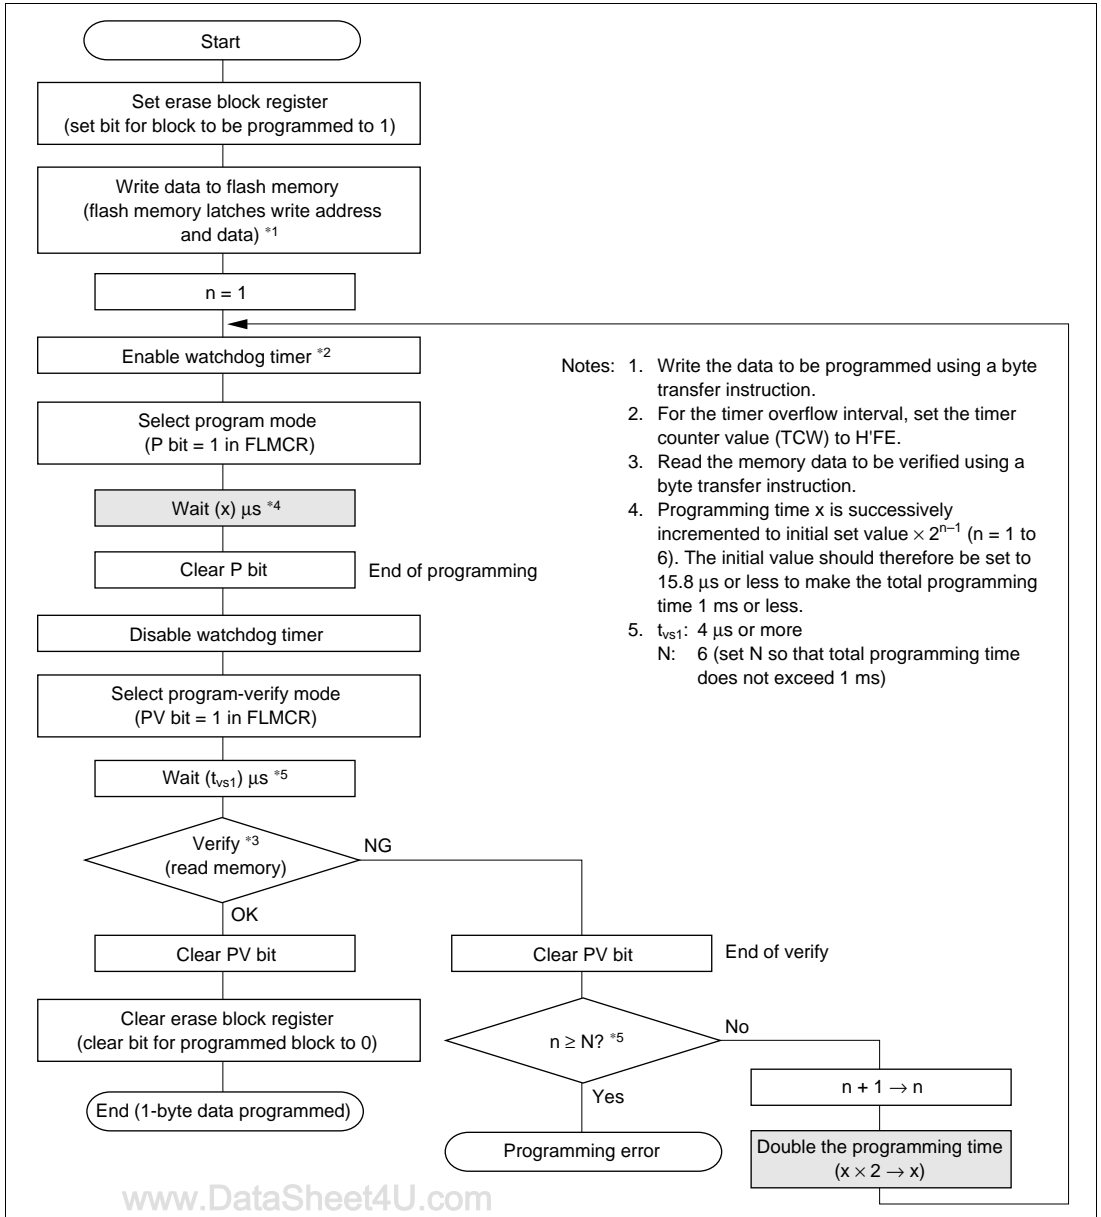 Start
Set erase block register
(set bit for block to be programmed to 1)
Write data to flash memory
(flash memory latches write address
and data) *1
n = 1
Enable watchdog timer *2
Select program mode
(P bit = 1 in FLMCR)
Wait (x) μs *4
Clear P bit
End of programming
Disable watchdog timer
Select program-verify mode
(PV bit = 1 in FLMCR)
Wait (tvs1) μs *5
Verify *3
(read memory)
NG
OK
Clear PV bit
Clear erase block register
(clear bit for programmed block to 0)
End (1-byte data programmed)
Clear PV bit
End of verify
n ≥ N? *5
No
Yes
Programming error
n + 1 → n
Double the programming time
(x × 2 → x)
Notes: 1. Write the data to be programmed using a byte
transfer instruction.
2. For the timer overflow interval, set the timer
counter value (TCW) to H'FE.
3. Read the memory data to be verified using a
byte transfer instruction.
4. Programming time x is successively
incremented to initial set value × 2^n–1 (n = 1 to
6). The initial value should therefore be set to
15.8 μs or less to make the total programming
time 1 ms or less.
5. tvs1: 4 μs or more
N: 6 (set N so that total programming time
does not exceed 1 ms)
www.DataSheet4U.com